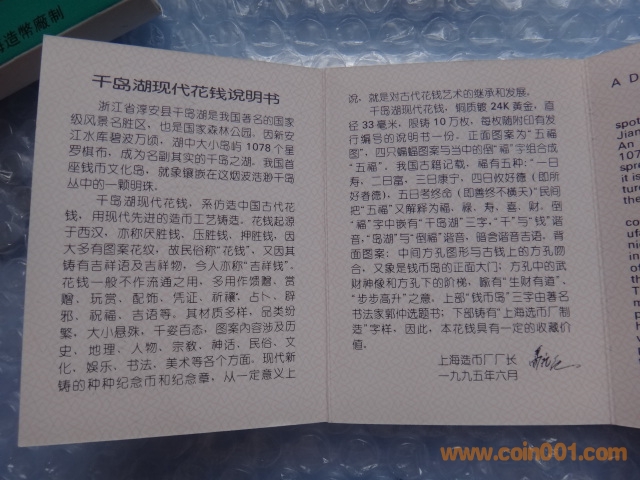 造幣廠制
千岛湖现代花钱说明书
浙江省淳安县千岛湖是我国著名的国家
级风景名胜区，也是国家森林公园。因新安
江水库碧波万顷，湖中大小岛屿 1078 个星
罗棋布，成为名副其实的千岛之湖。我国首
座钱币文化岛，就象镶嵌在这烟波浩渺千岛
丛中的一颗明珠。
千岛湖现代花钱，系仿造中国古代花
钱，用现代先进的造币工艺铸造。花钱起源
于西汉，亦称厌胜钱、压胜钱、押胜钱，因
大多有图案花纹，故民俗称“花钱”，又因其
铸有吉祥语及吉祥物，今人亦称“吉祥钱”。
花钱一般不作流通之用，多用作馈赠、赏
赠、玩赏、配饰、凭证、祈禳、占卜、辟
邪、祝福、吉语等。其材质多样，品类纷
繁，大小悬殊，千姿百态，图案内容涉及历
史、地理、人物、宗教、神话、民俗、文
化、娱乐、书法、美术等各个方面，现代新
铸的种种纪念币和纪念章，从一定意义上
说，就是对古代花钱艺术的继承和发展。
千岛湖现代花钱，铜质镀 24K 黄金，直
径 33 毫米，限铸 10 万枚，每枚随附印有发
行编号的说明书一份。正面图案为“五福
图”，四只蝙蝠图案与当中的倒“福”字组合成
“五福”，我国古籍记载，福有五种：“一日
寿、二日富，三日康宁，四日攸好德（即所
好者德），五日考终命（即善终不横夭）”民间
把“五福”又解释为福、禄、寿、喜、财，倒
“福”字中嵌有“千岛湖”三字，“千”与“钱”谐
音，“岛湖”与“倒福”谐音，暗含谐音吉语，背
面图案：中间方孔图形与古钱上的方孔吻
合，又象是钱币岛的正面大门；方孔中的武
财神像和方孔下的阶梯，喻有“生财有道”、
“步步高升”之意，上部“钱币岛”三字由著名
书法家郭仲选题书；下部铸有“上海造币厂制
造”字样，因此，本花钱具有一定的收藏价
值。
上海造币厂厂长
一九九五年六月
A D
spots
Jian
An
107
spre
it is
tur
of
www.coin001.com